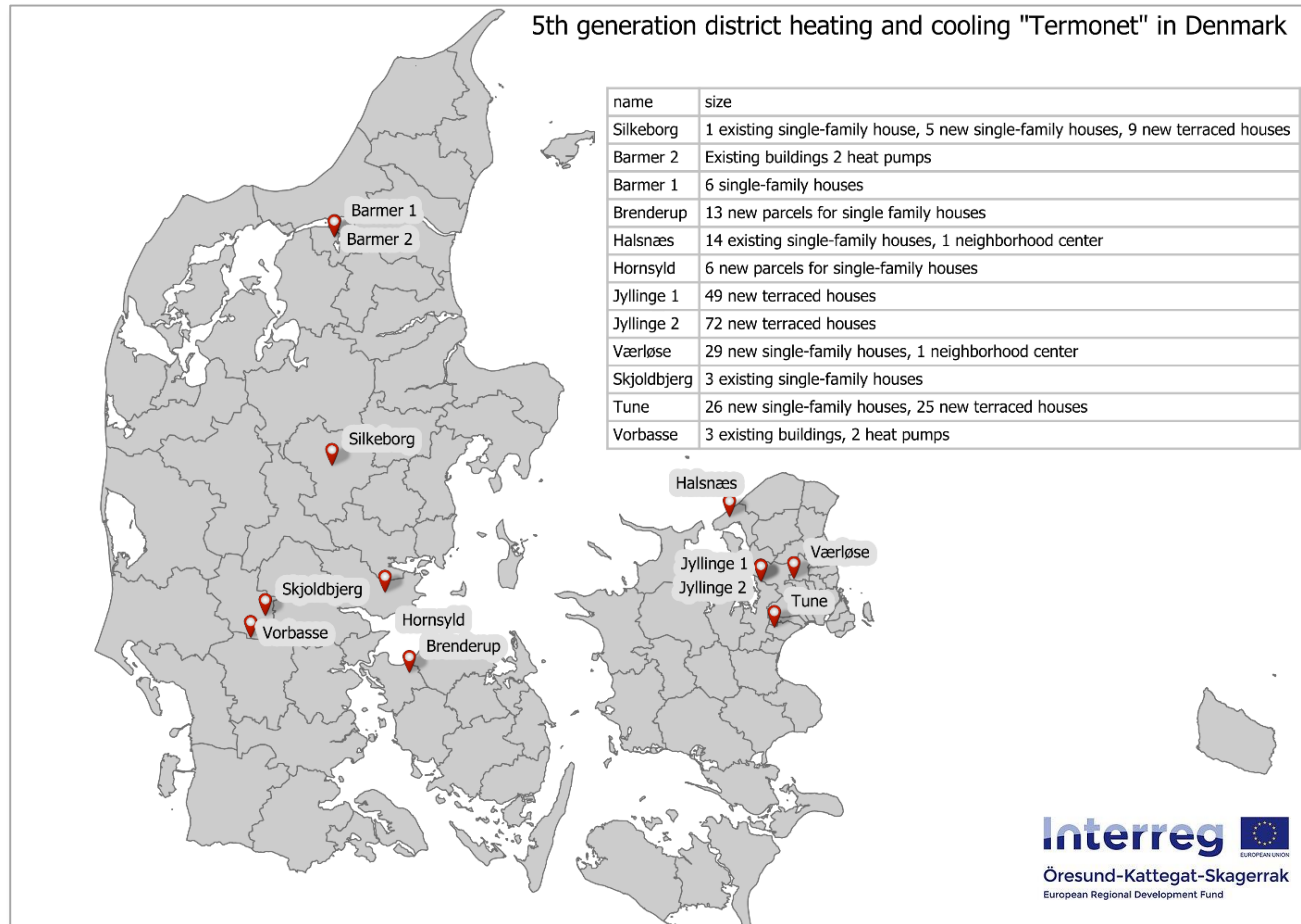 5th generation district heating and cooling "Termonet" in Denmark
name size
Silkeborg 1 existing single-family house, 5 new single-family houses, 9 new terraced houses
Barmer 2 Existing buildings 2 heat pumps
Barmer 1 6 single-family houses
Brenderup 13 new parcels for single family houses
Halsnæs 14 existing single-family houses, 1 neighborhood center
Hornsyld 6 new parcels for single-family houses
Jyllinge 1 49 new terraced houses
Jyllinge 2 72 new terraced houses
Værløse 29 new single-family houses, 1 neighborhood center
Skjoldbjerg 3 existing single-family houses
Tune 26 new single-family houses, 25 new terraced houses
Vorbasse 3 existing buildings, 2 heat pumps
Barmer 1
Barmer 2
Silkeborg
Halsnæs
Værløse
Jyllinge 1
Jyllinge 2
Tune
Skjoldbjerg
Hornsyld
Vorbasse
Brenderup
Interreg
EUROPEAN UNION
Öresund-Kattegat-Skagerrak
European Regional Development Fund